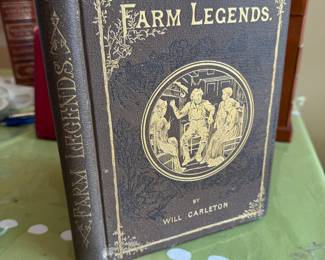 FARM LEGENDS.
BY
WILL CARLETON
FARM LEGENDS.